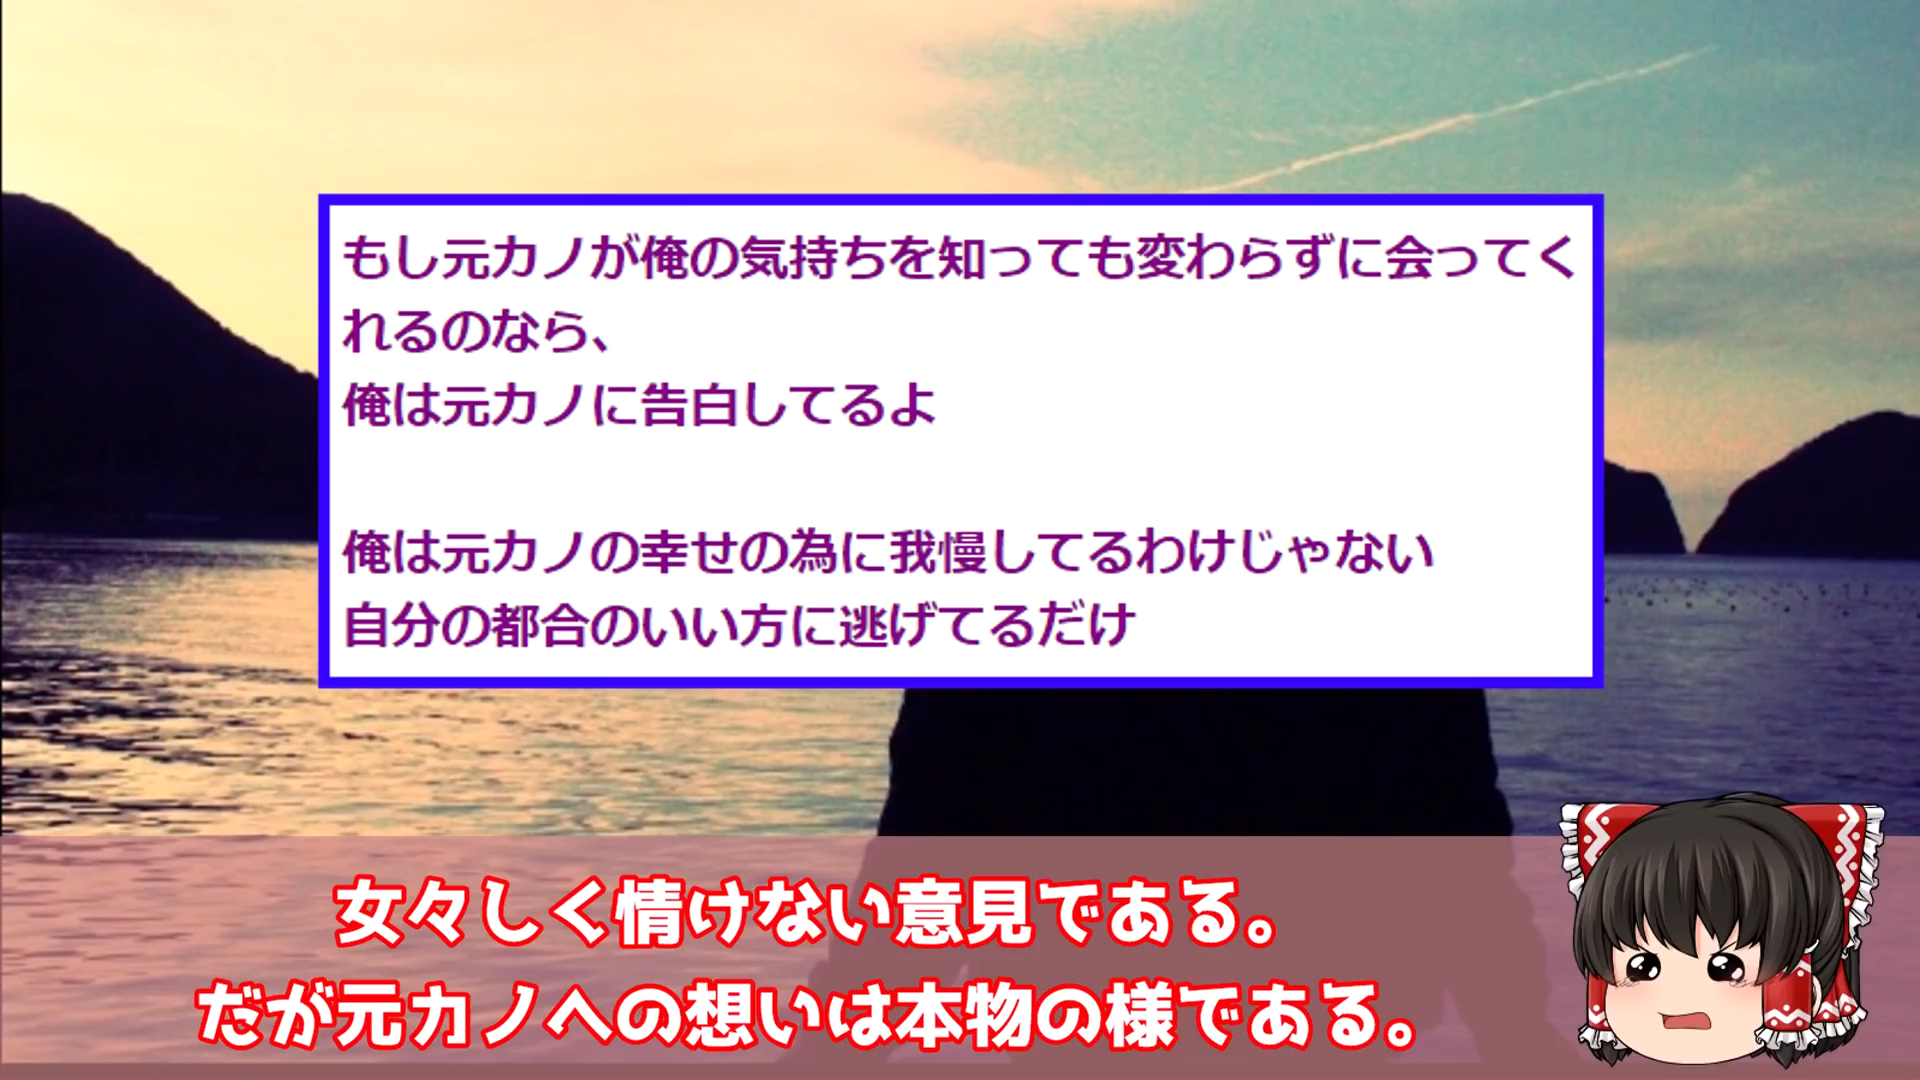 もし元カノが俺の気持ちを知っても変わらずに会ってく
れるのなら、
俺は元カノに告白してるよ
俺は元カノの幸せの為に我慢してるわけじゃない
自分の都合のいい方に逃げてるだけ
女々しく情けない意見である。
だが元カノへの想いは本物の様である。